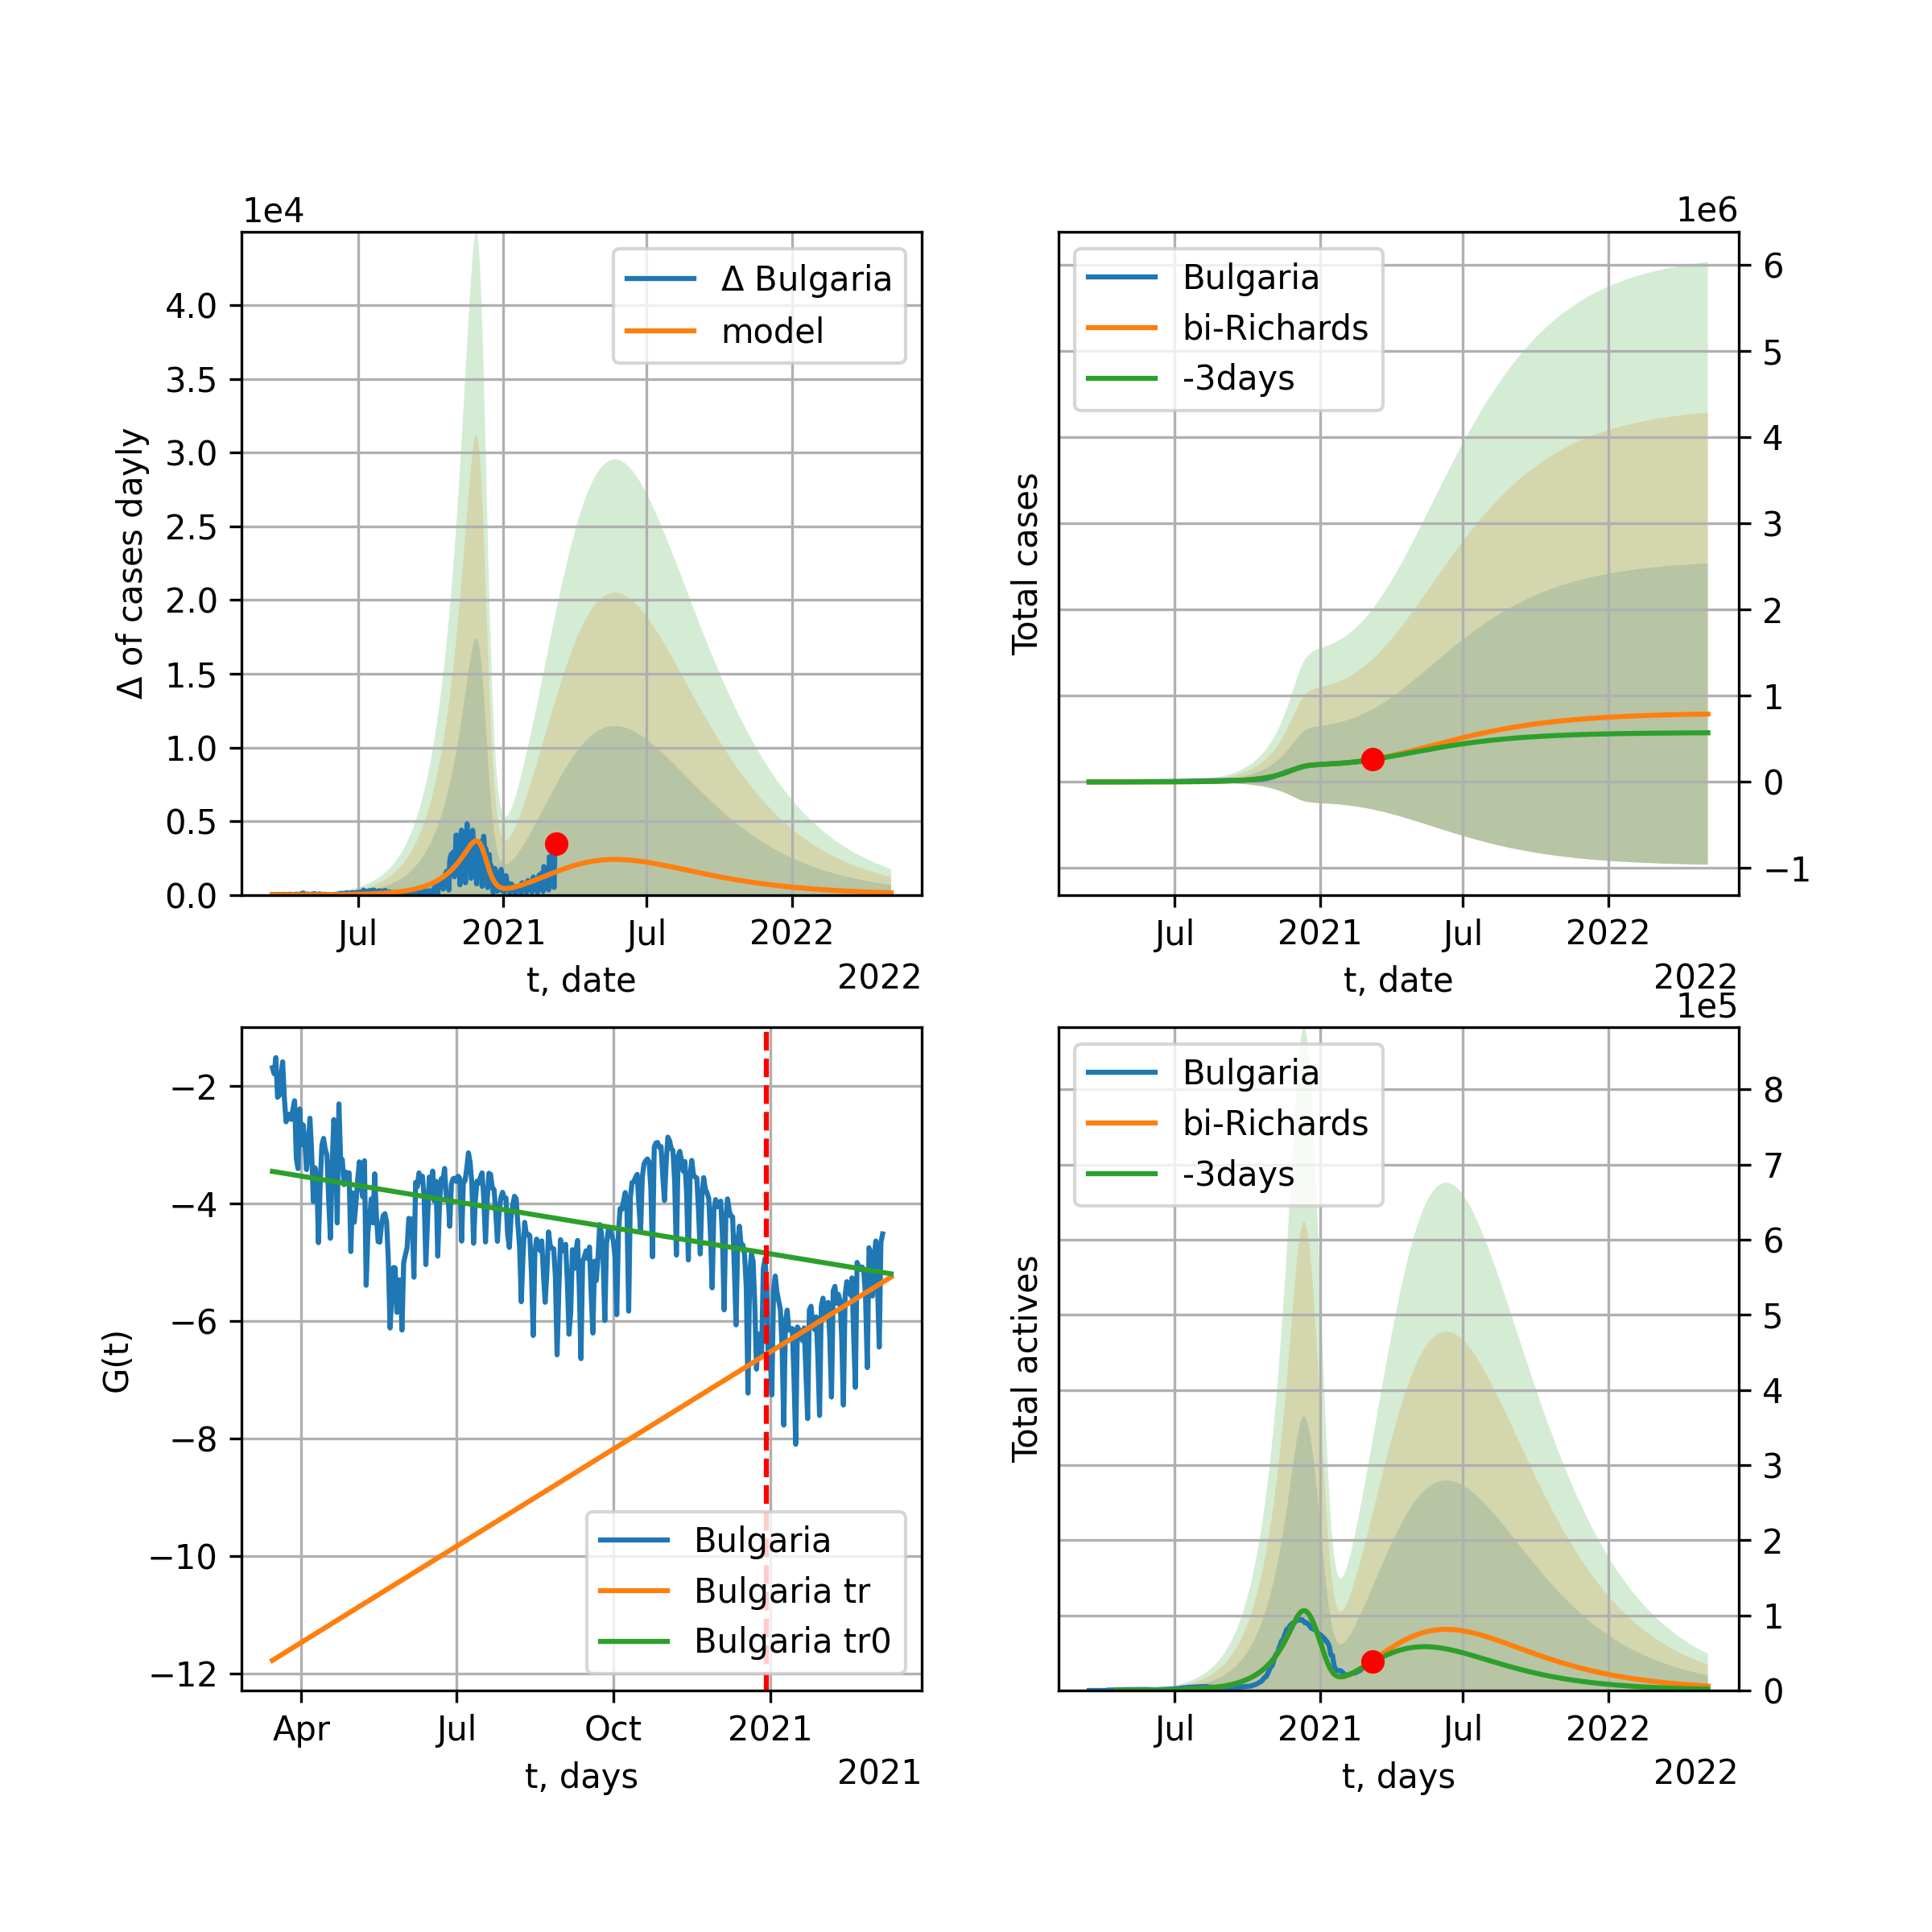 1e4
Δ of cases dayly
4.0
3.5
3.0
2.5
2.0
1.5
1.0
0.5
0.0
Δ Bulgaria
model
Jul
2021
Jul
2022
t, date
2022
1e6
Total cases
Bulgaria
bi-Richards
-3days
6
5
4
3
2
1
0
−1
Jul
2021
Jul
2022
t, date
2022
G(t)
−2
−4
−6
−8
−10
−12
Bulgaria
Bulgaria tr
Bulgaria tr0
Apr
Jul
Oct
2021
t, days
2021
1e5
Total actives
Bulgaria
bi-Richards
-3days
8
7
6
5
4
3
2
1
0
Jul
2021
Jul
2022
t, days
2022